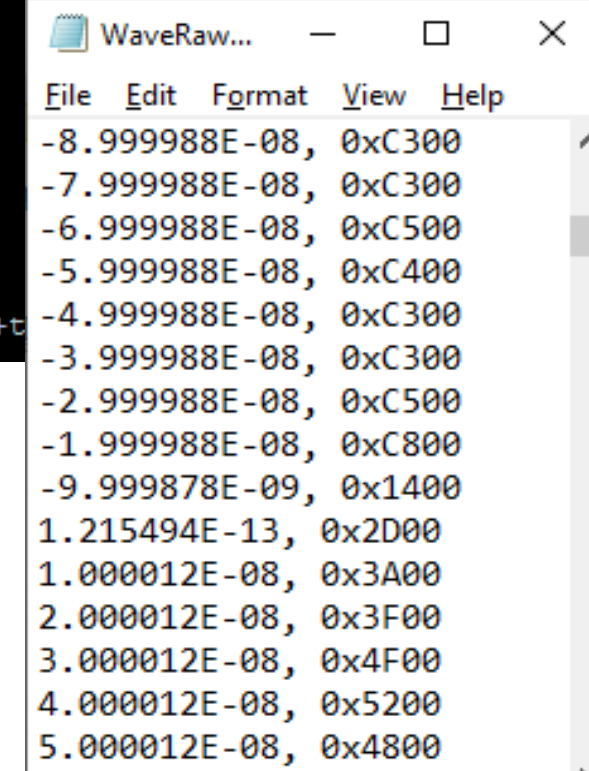 WaveRaw...
File Edit Format View Help
-8.999988E-08, 0xC300
-7.999988E-08, 0xC300
-6.999988E-08, 0xC500
-5.999988E-08, 0xC400
-4.999988E-08, 0xC300
-3.999988E-08, 0xC300
-2.999988E-08, 0xC500
-1.999988E-08, 0xC800
-9.999878E-09, 0x1400
1.215494E-13, 0x2D00
1.000012E-08, 0x3A00
2.000012E-08, 0x3F00
3.000012E-08, 0x4F00
4.000012E-08, 0x5200
5.000012E-08, 0x4800